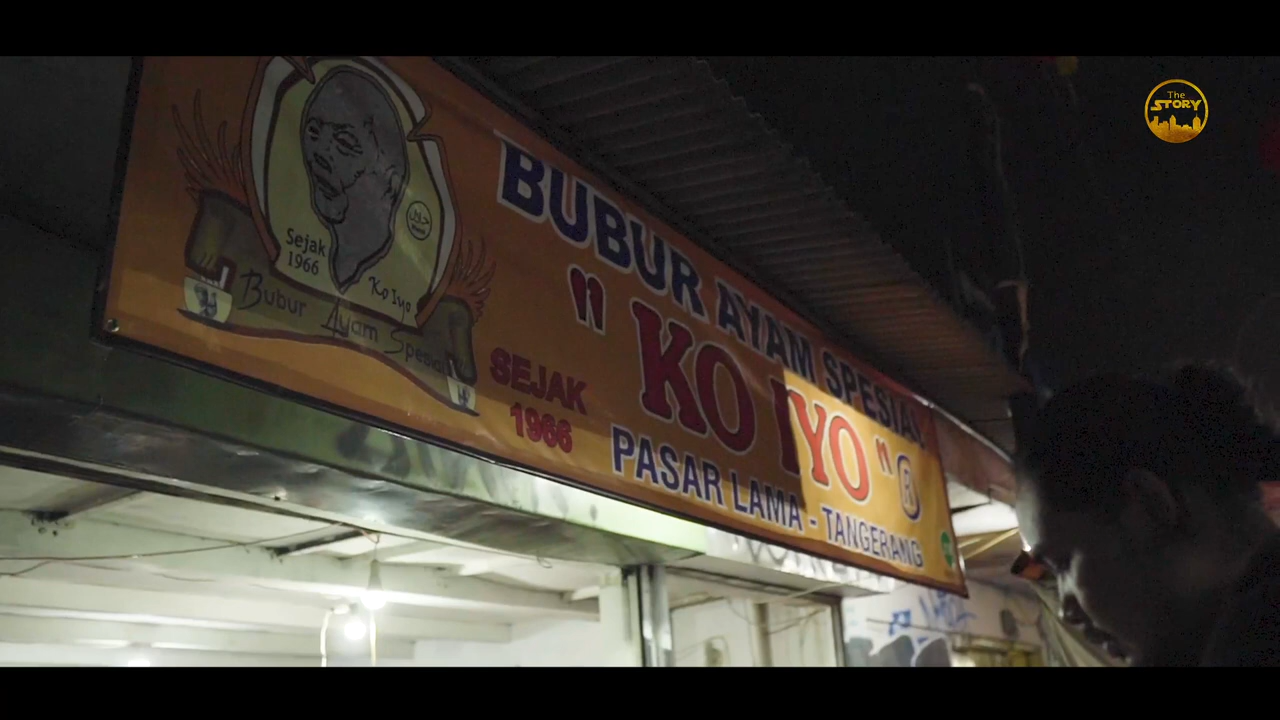 The
STORY
BUBUR AYAM SPESIAL
" KO IYO " ®
SEJAK
1966
PASAR LAMA - TANGERANG
Sejak
1966
Ko Iyo
حلال
Bubur Ayam Spesial